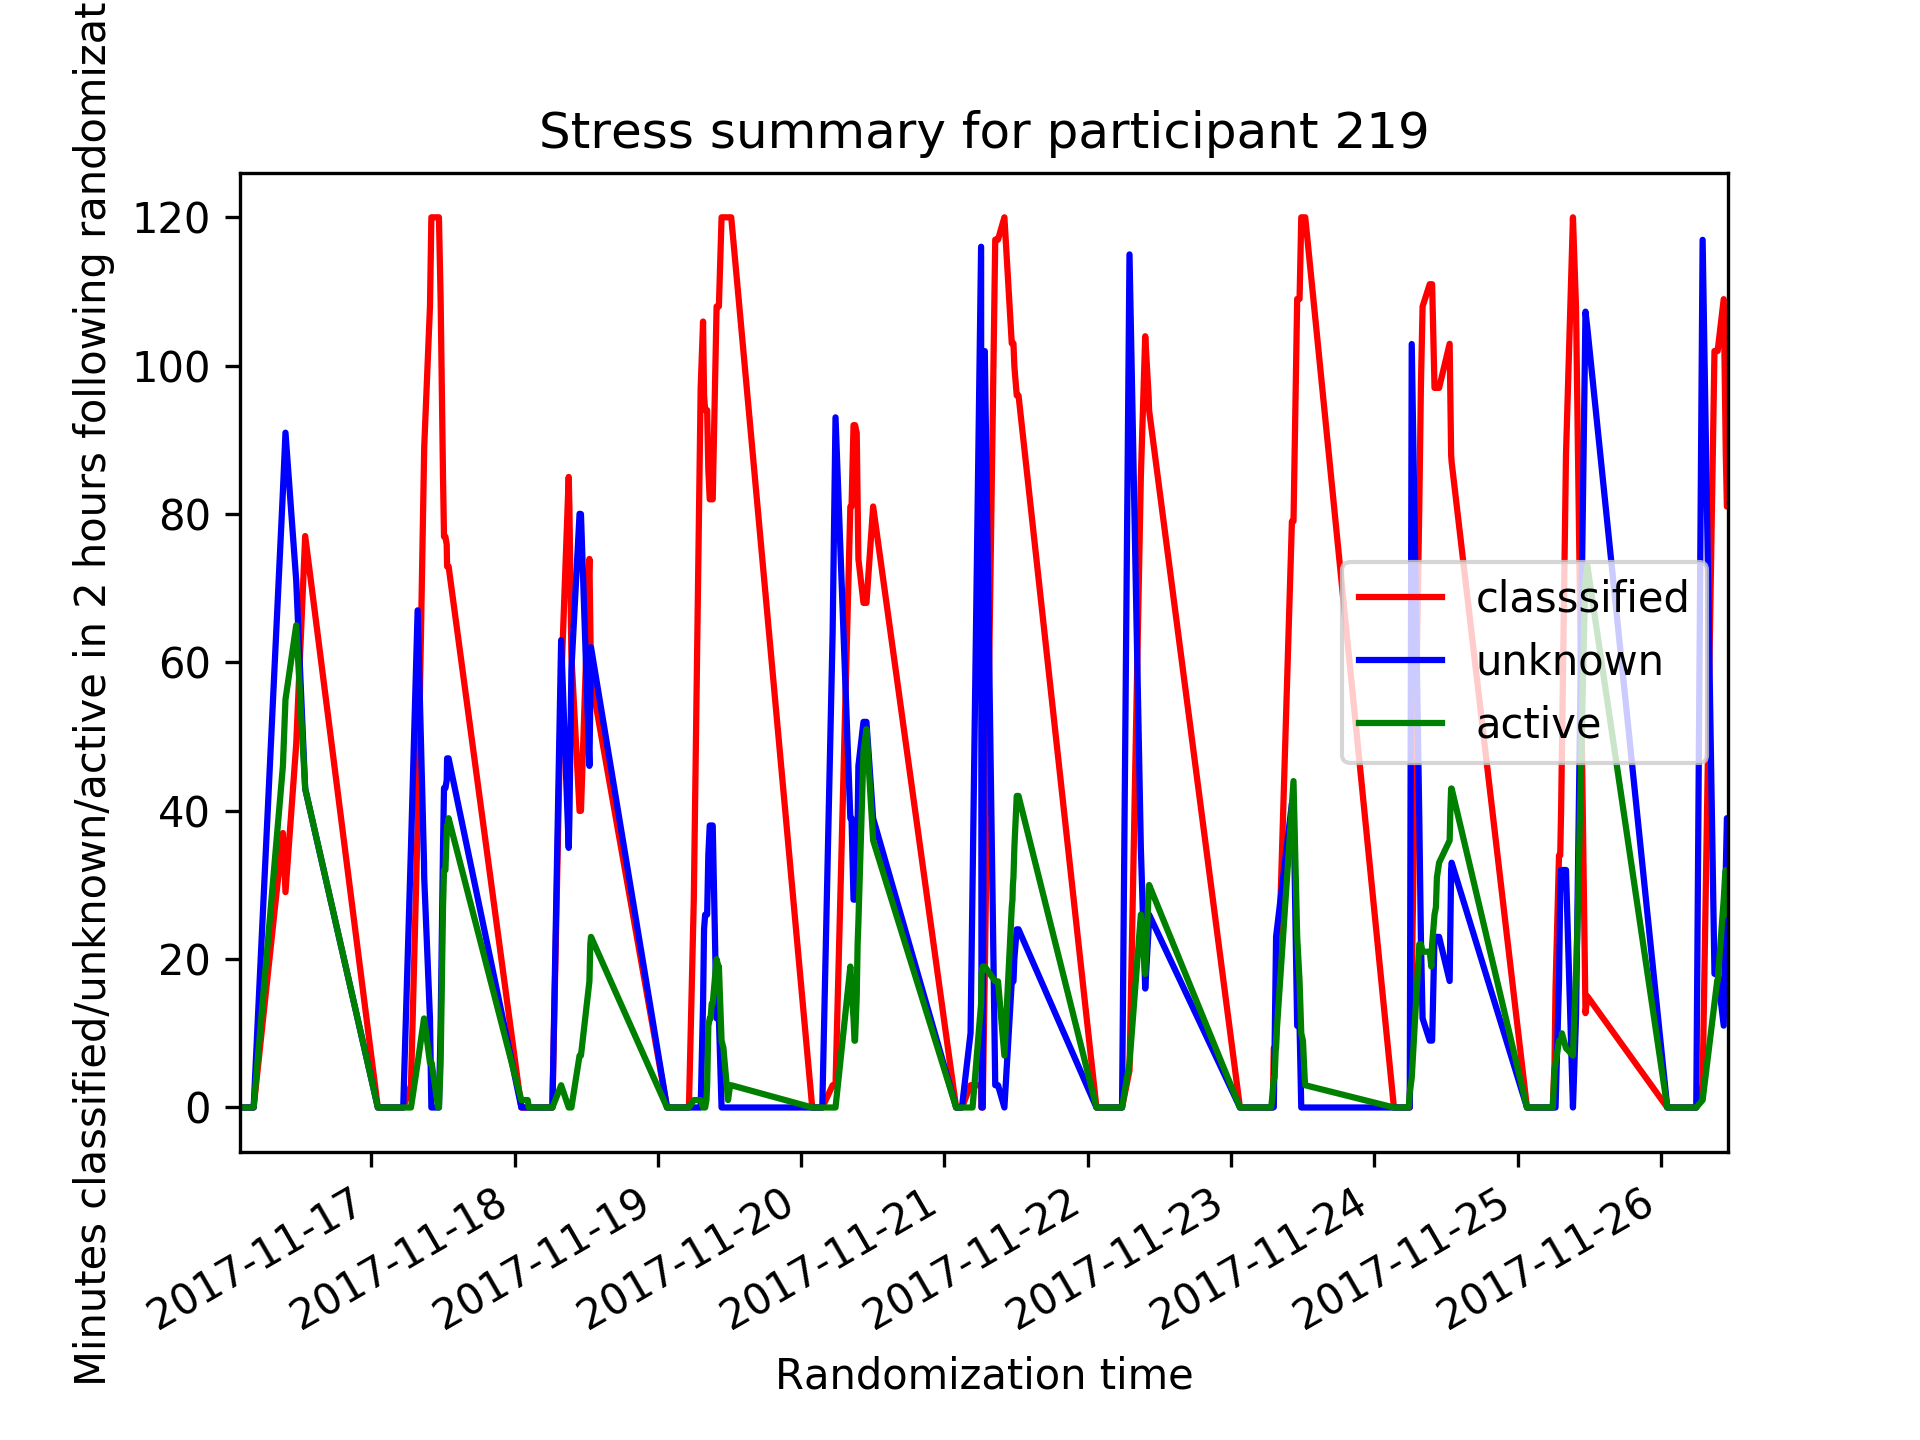 Stress summary for participant 219
Minutes classified/unknown/active in 2 hours following randomizat
120
100
80
60
40
20
0
classsified
unknown
active
2017-11-17
2017-11-18
2017-11-19
2017-11-20
2017-11-21
2017-11-22
2017-11-23
2017-11-24
2017-11-25
2017-11-26
Randomization time